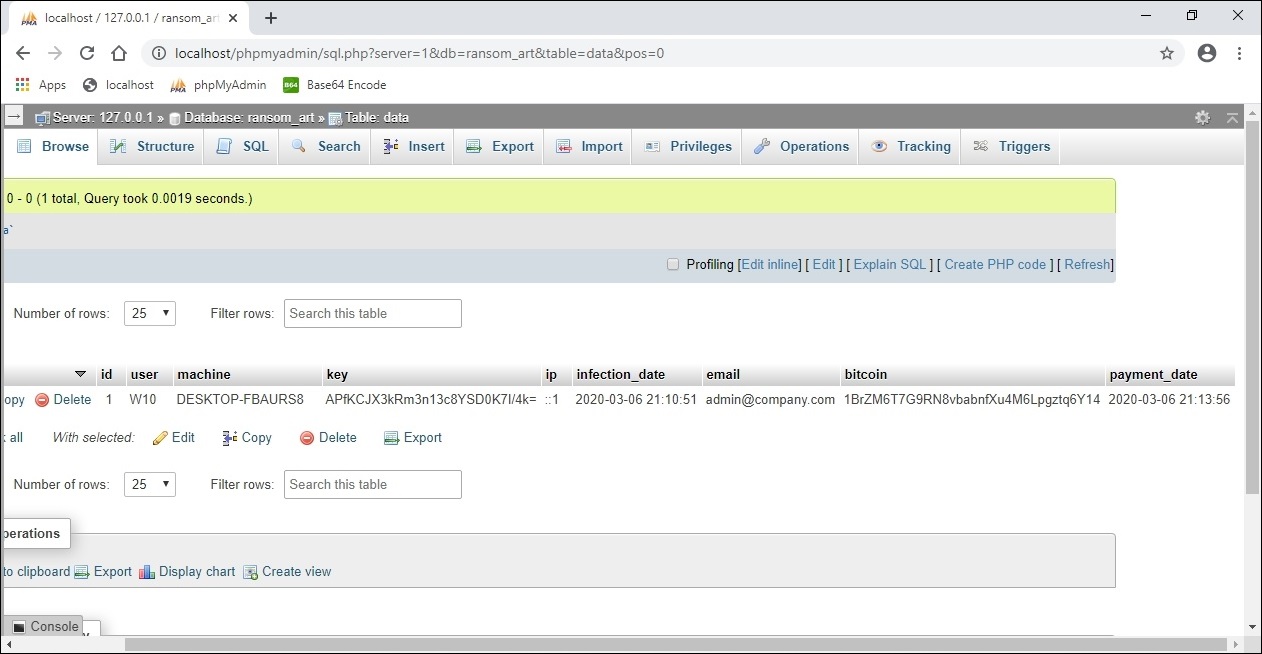 localhost / 127.0.0.1 / ransom_art
localhost/phpmyadmin/sql.php?server=1&db=ransom_art&table=data&pos=0
Apps localhost phpMyAdmin B64 Base64 Encode
Server: 127.0.0.1 » Database: ransom_art » Table: data
Browse Structure SQL Search Insert Export Import Privileges Operations Tracking Triggers
0 - 0 (1 total, Query took 0.0019 seconds.)
a`
Profiling [Edit inline] [ Edit ] [ Explain SQL ] [ Create PHP code ] [ Refresh]
Number of rows: 25 Filter rows: Search this table
id user machine key ip infection_date email bitcoin payment_date
opy Delete 1 W10 DESKTOP-FBAURS8 APfKCJX3kRm3n13c8YSD0K7I/4k= ::1 2020-03-06 21:10:51 admin@company.com 1BrZM6T7G9RN8vbabnfXu4M6Lpgztq6Y14 2020-03-06 21:13:56
k all With selected: Edit Copy Delete Export
Number of rows: 25 Filter rows: Search this table
perations
to clipboard Export Display chart Create view
Console